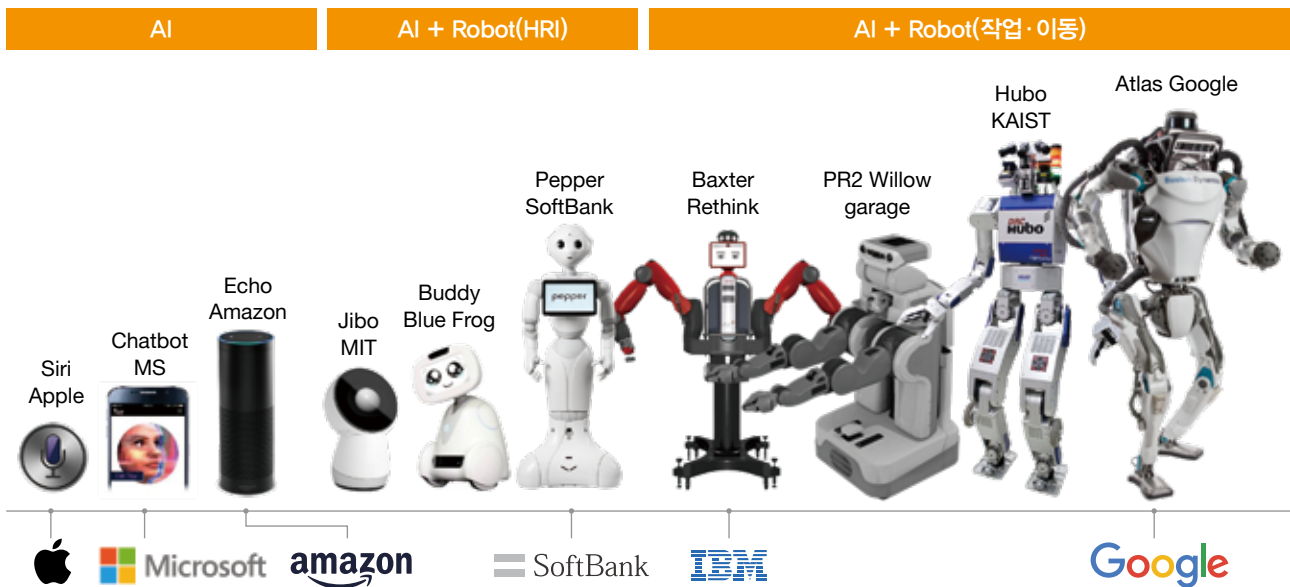 AI
AI + Robot(HRI)
AI + Robot(작업·이동)
Siri
Apple
Chatbot
MS
Echo
Amazon
Jibo
MIT
Buddy
Blue Frog
Pepper
SoftBank
Baxter
Rethink
PR2 Willow
garage
Hubo
KAIST
Atlas Google
pepper
HUBO
Boston Dynamics
Microsoft
amazon
SoftBank
IBM
Google